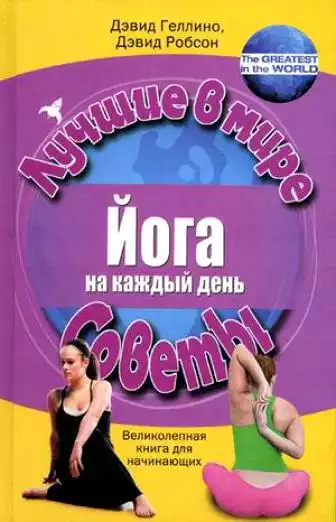 Дэвид Геллино,
Дэвид Робсон
The GREATEST
in the WORLD
Лучшие в мире
Йога
на каждый день
Советы
Великолепная
книга для
начинающих